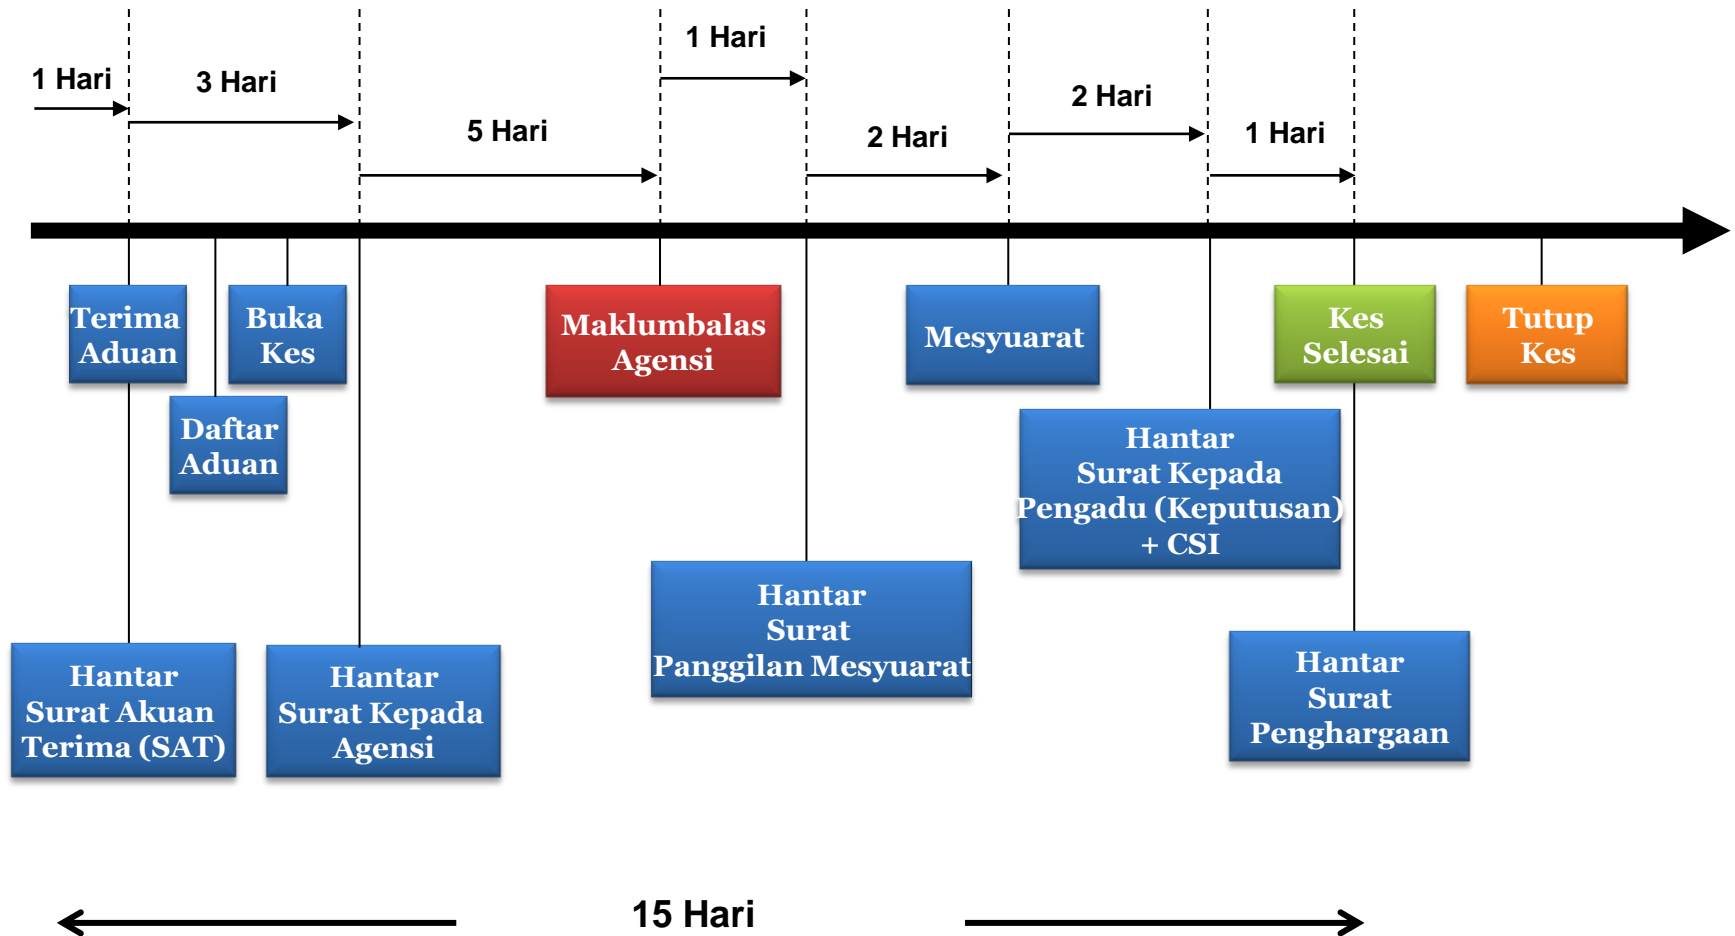 1 Hari
3 Hari
5 Hari
1 Hari
2 Hari
2 Hari
1 Hari
Terima
Aduan
Daftar
Aduan
Buka
Kes
Maklumbalas
Agensi
Mesyuarat
Kes
Selesai
Tutup
Kes
Hantar
Surat Kepada
Pengadu (Keputusan)
+ CSI
Hantar
Surat
Panggilan Mesyuarat
Hantar
Surat Akuan
Terima (SAT)
Hantar
Surat Kepada
Agensi
Hantar
Surat
Penghargaan
15 Hari